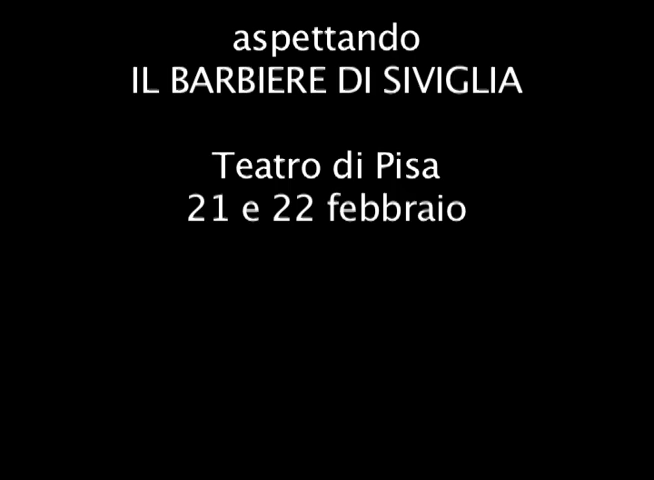 aspettando
IL BARBIERE DI SIVIGLIA
Teatro di Pisa
21 e 22 febbraio